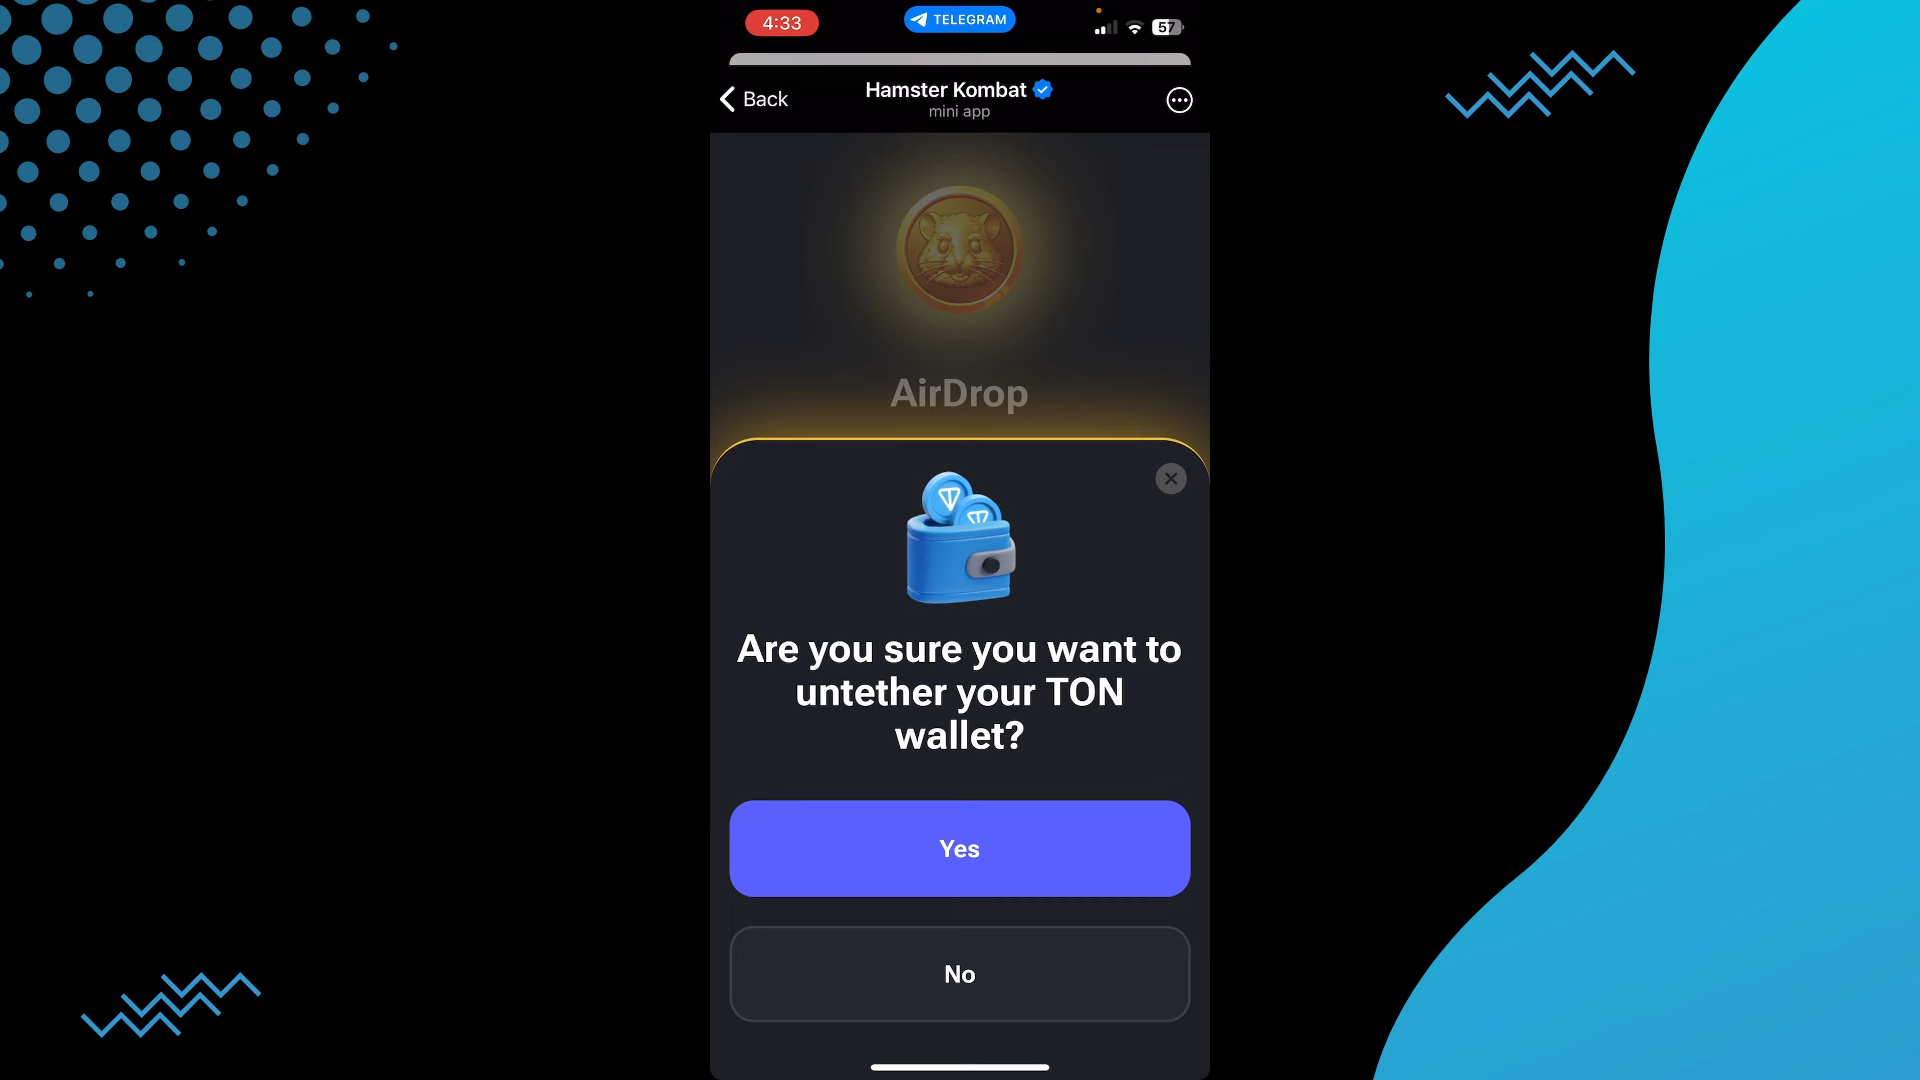 4:33
TELEGRAM
57
Back
Hamster Kombat
mini app
AirDrop
Are you sure you want to
untether your TON
wallet?
Yes
No